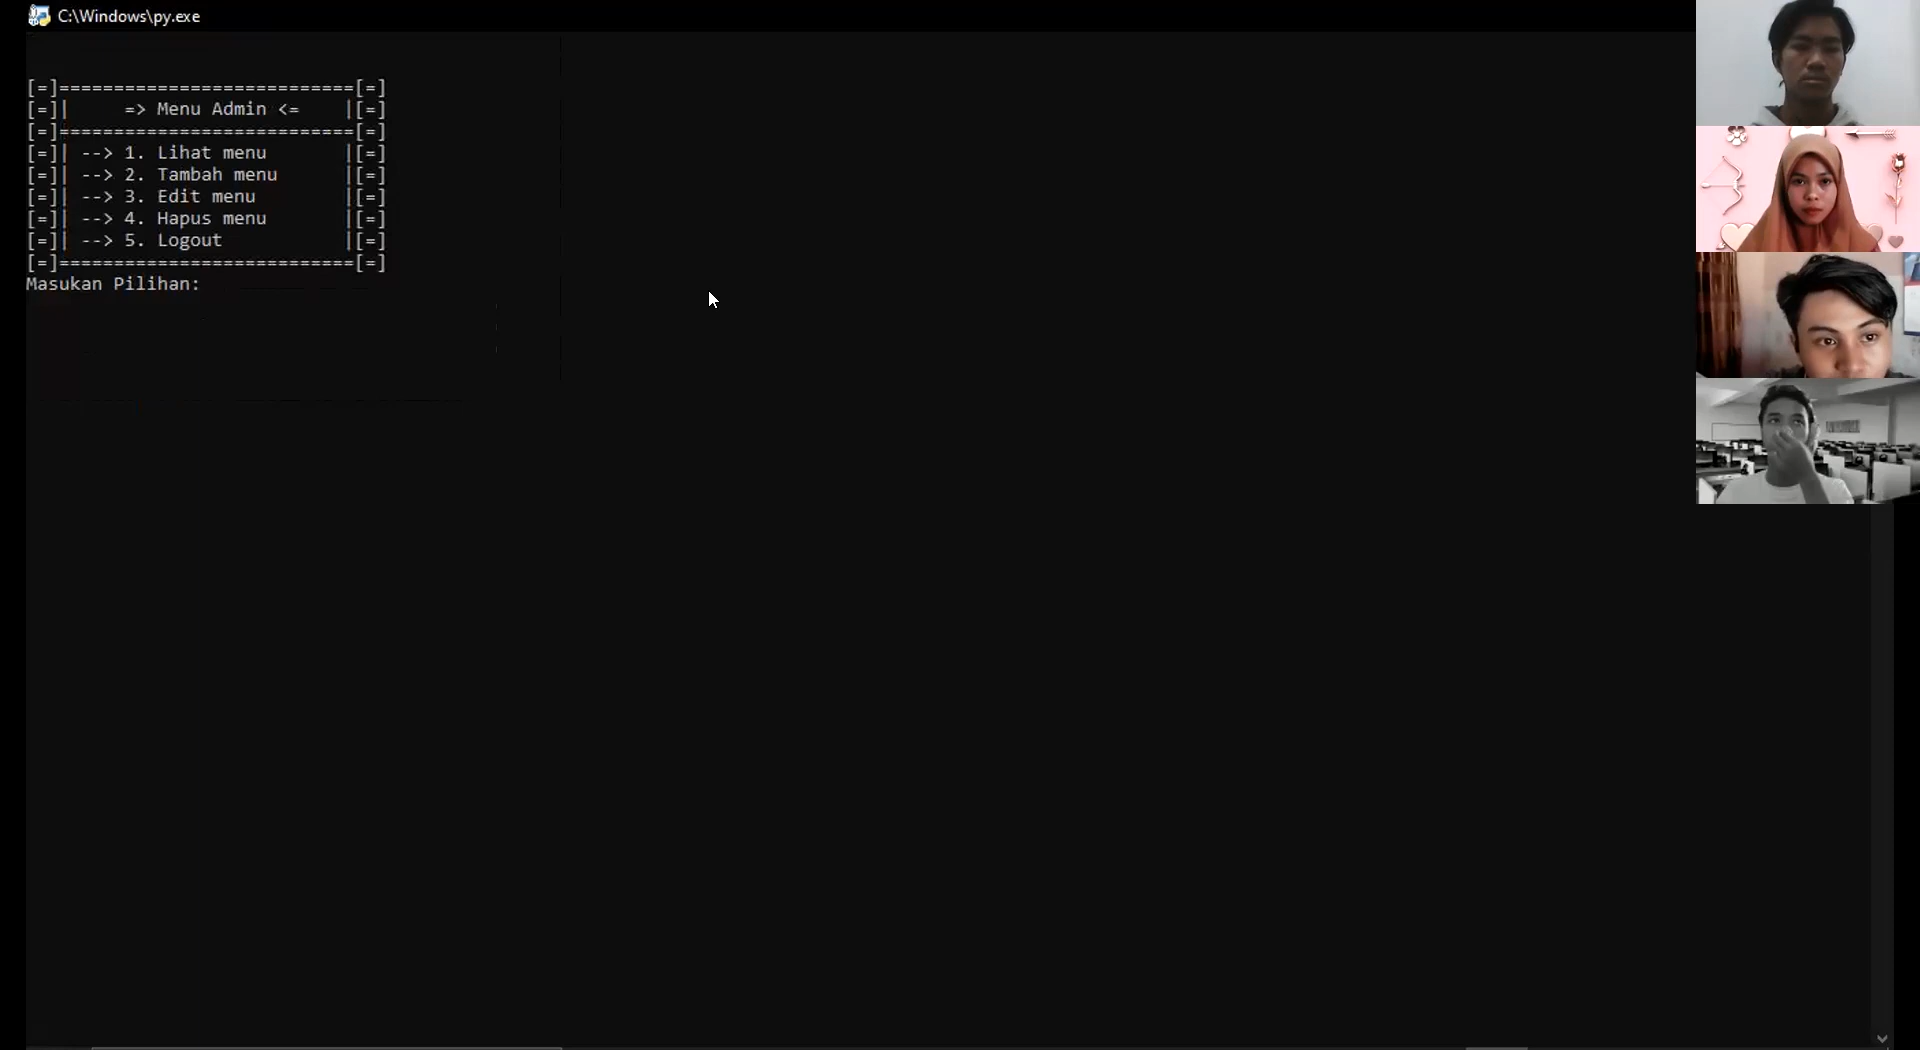 C:\Windows\py.exe
[=]===========================[=]
[=]|     => Menu Admin <=    |[=]
[=]===========================[=]
[=]| --> 1. Lihat menu       |[=]
[=]| --> 2. Tambah menu      |[=]
[=]| --> 3. Edit menu        |[=]
[=]| --> 4. Hapus menu       |[=]
[=]| --> 5. Logout           |[=]
[=]===========================[=]
Masukan Pilihan: